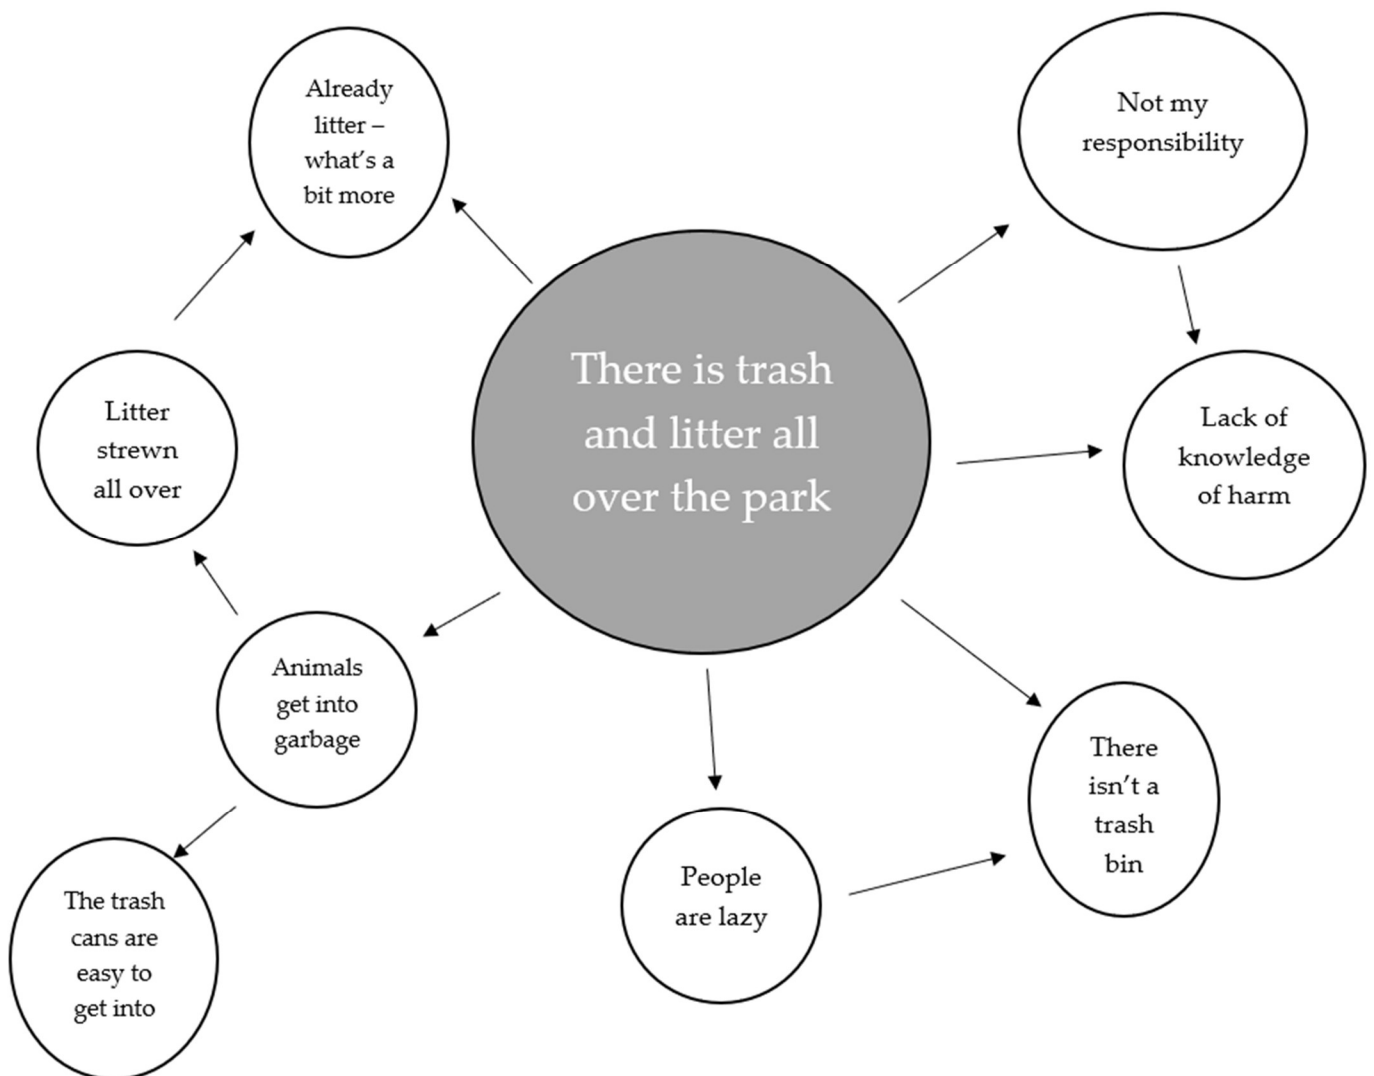 Already
litter –
what's a
bit more
Not my
responsibility
There is trash
and litter all
over the park
Litter
strewn
all over
Lack of
knowledge
of harm
Animals
get into
garbage
There
isn't a
trash
bin
People
are lazy
The trash
cans are
easy to
get into